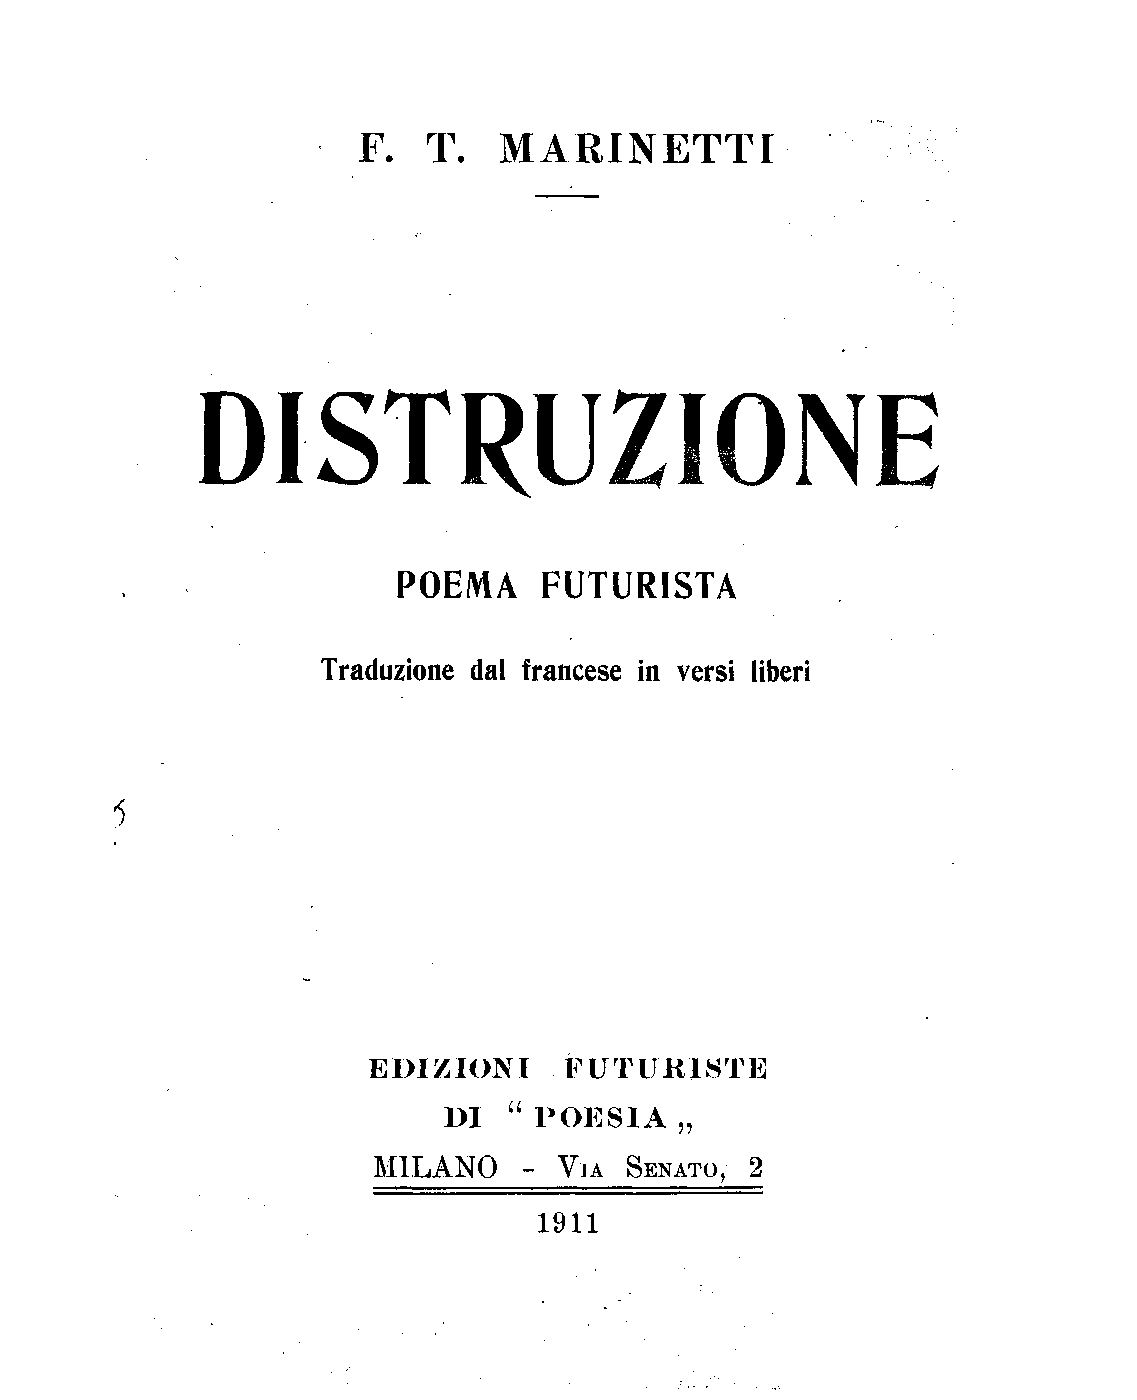 F. T. MARINETTI
DISTRUZIONE
POEMA FUTURISTA
Traduzione dal francese in versi liberi
EDIZIONI FUTURISTE
DI “ POESIA „
MILANO - VIA SENATO, 2
1911